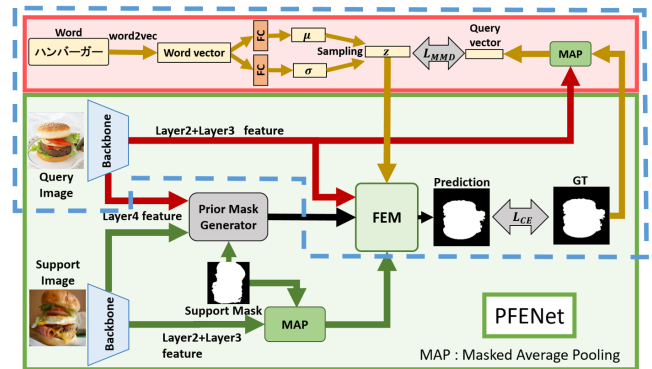 Word
ハンバーガー
word2vec
Word vector
FC
μ
FC
σ
Sampling
z
L_MMD
Query
vector
MAP
Backbone
Layer2+Layer3 feature
Query
Image
Layer4 feature
Prior Mask
Generator
FEM
Prediction
L_CE
GT
Support
Image
Backbone
Support Mask
MAP
Layer2+Layer3
feature
PFENet
MAP : Masked Average Pooling